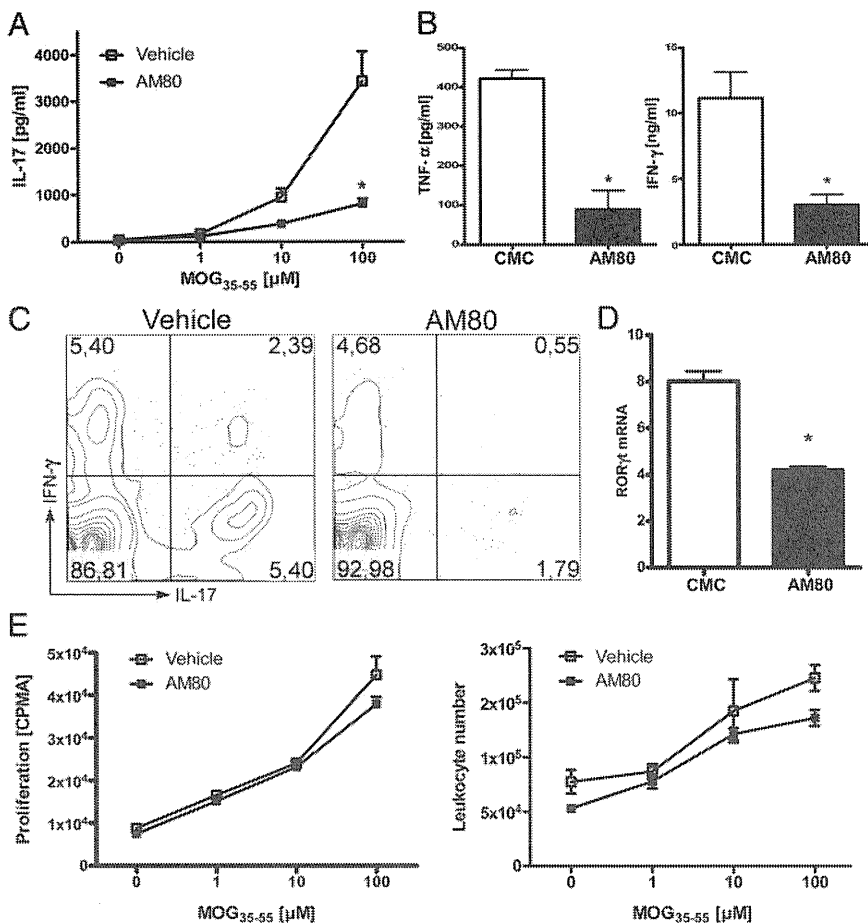 A
Vehicle
AM80
IL-17 [pg/ml]
4000
3000
2000
1000
0
0 1 10 100
*
MOG35-55 [µM]
B
TNF- α [pg/ml]
500
400
300
200
100
0
*
CMC AM80
IFN-γ [ng/ml]
15
10
5
0
*
CMC AM80
C
Vehicle
5,40 2,39
86,81 5,40
IFN-γ
IL-17
AM80
4,68 0,55
92,98 1,79
D
RORγt mRNA
10
8
6
4
2
0
*
CMC AM80
E
Vehicle
AM80
Proliferation [CPMA]
5x10⁴
4x10⁴
3x10⁴
2x10⁴
1x10⁴
0
0 1 10 100
MOG35-55 [µM]
Vehicle
AM80
Leukocyte number
3x10⁵
2x10⁵
2x10⁵
1x10⁵
5x10⁴
0
0 1 10 100
MOG35-55 [µM]